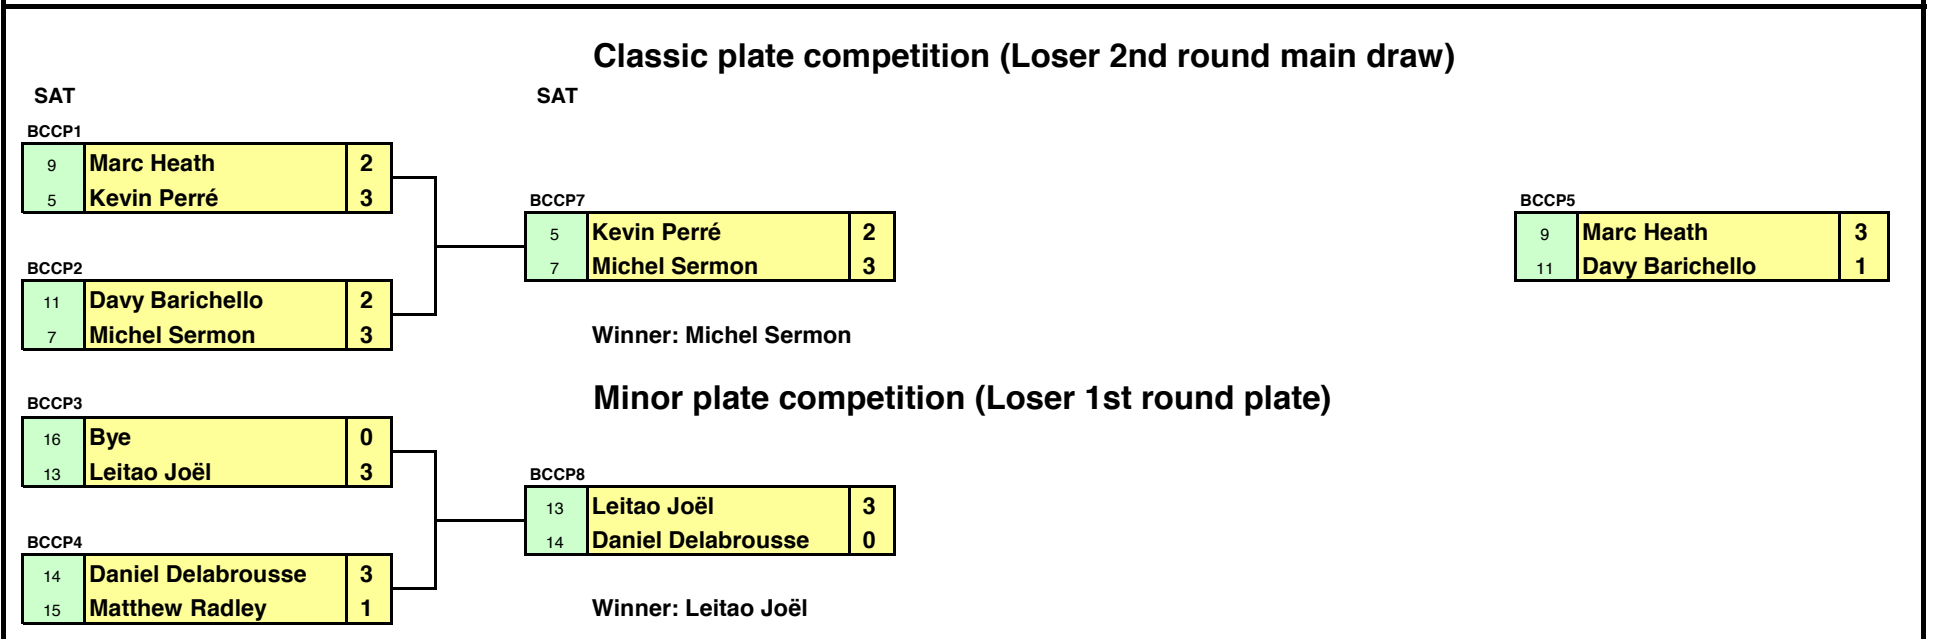 Classic plate competition (Loser 2nd round main draw)
SAT SAT
BCCP1
9 Marc Heath 2
5 Kevin Perré 3
BCCP7
5 Kevin Perré 2
7 Michel Sermon 3
BCCP5
9 Marc Heath 3
11 Davy Barichello 1
BCCP2
11 Davy Barichello 2
7 Michel Sermon 3
Winner: Michel Sermon
Minor plate competition (Loser 1st round plate)
BCCP3
16 Bye 0
13 Leitao Joël 3
BCCP8
13 Leitao Joël 3
14 Daniel Delabrousse 0
BCCP4
14 Daniel Delabrousse 3
15 Matthew Radley 1
Winner: Leitao Joël